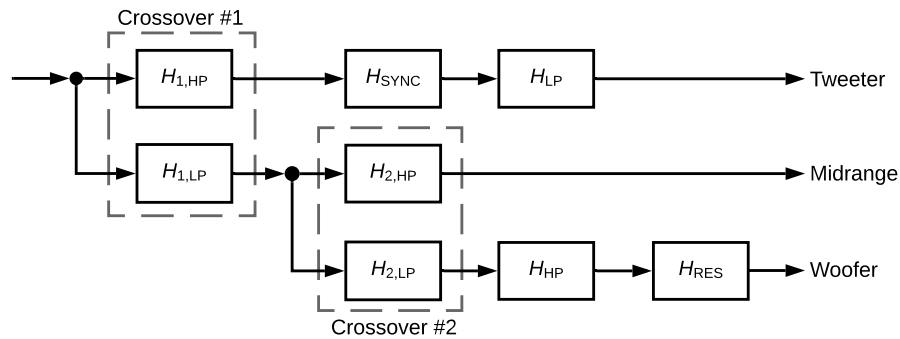 Crossover #1
H1,HP
HSYNC
HLP
Tweeter
H1,LP
H2,HP
Midrange
H2,LP
HHP
HRES
Woofer
Crossover #2